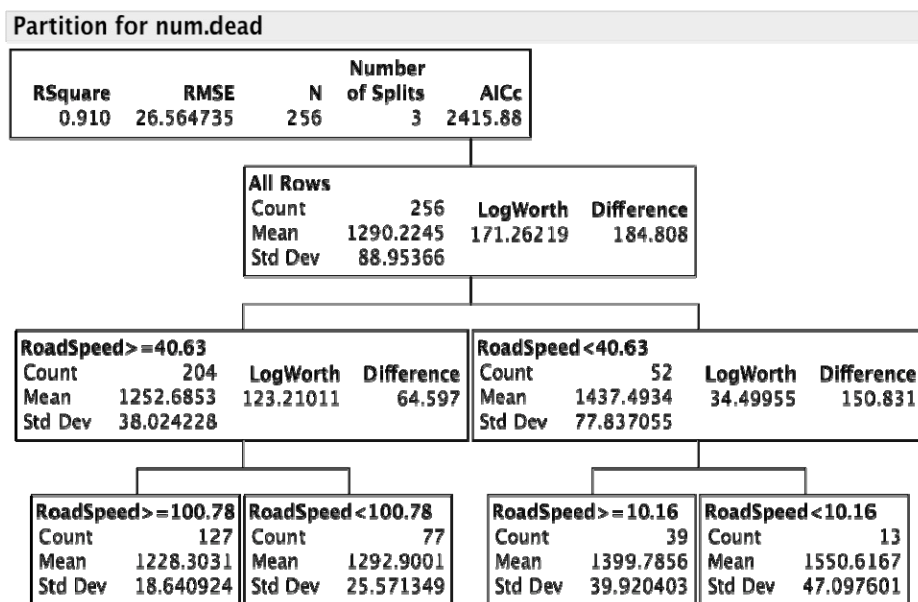 Partition for num.dead
RSquare RMSE N Number of Splits AICc
0.910 26.564735 256 3 2415.88
All Rows
Count 256 LogWorth Difference
Mean 1290.2245 171.26219 184.808
Std Dev 88.95366
RoadSpeed>=40.63
Count 204 LogWorth Difference
Mean 1252.6853 123.21011 64.597
Std Dev 38.024228
RoadSpeed<40.63
Count 52 LogWorth Difference
Mean 1437.4934 34.49955 150.831
Std Dev 77.837055
RoadSpeed>=100.78
Count 127
Mean 1228.3031
Std Dev 18.640924
RoadSpeed<100.78
Count 77
Mean 1292.9001
Std Dev 25.571349
RoadSpeed>=10.16
Count 39
Mean 1399.7856
Std Dev 39.920403
RoadSpeed<10.16
Count 13
Mean 1550.6167
Std Dev 47.097601